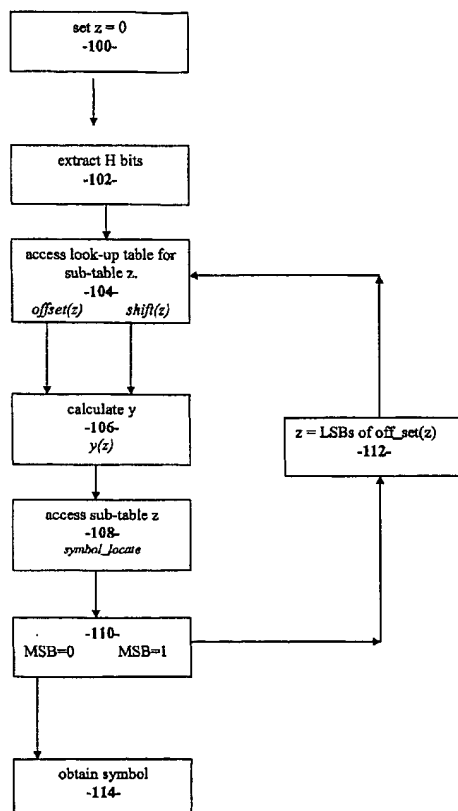 set z = 0
-100-
extract H bits
-102-
access look-up table for
sub-table z.
-104-
offset(z) shift(z)
calculate y
-106-
y(z)
z = LSBs of off_set(z)
-112-
access sub-table z
-108-
symbol_locate
-110-
MSB=0 MSB=1
obtain symbol
-114-